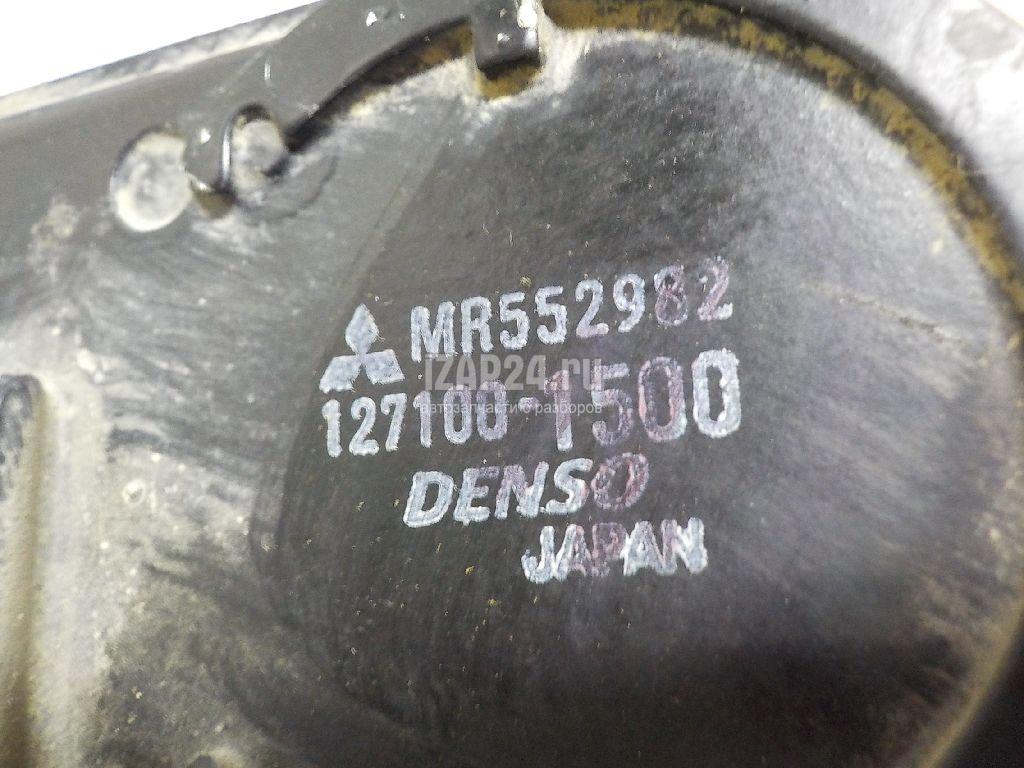 MR552982
IZAP24.ru
127100-1500
автозапчасти с разборов
DENSO
JAPAN